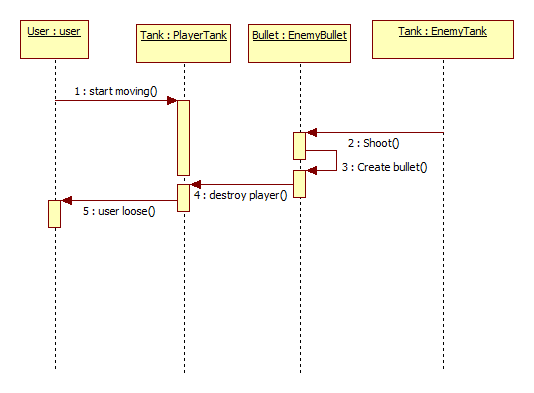 User : user
Tank : PlayerTank
Bullet : EnemyBullet
Tank : EnemyTank
1 : start moving()
2 : Shoot()
3 : Create bullet()
4 : destroy player()
5 : user loose()